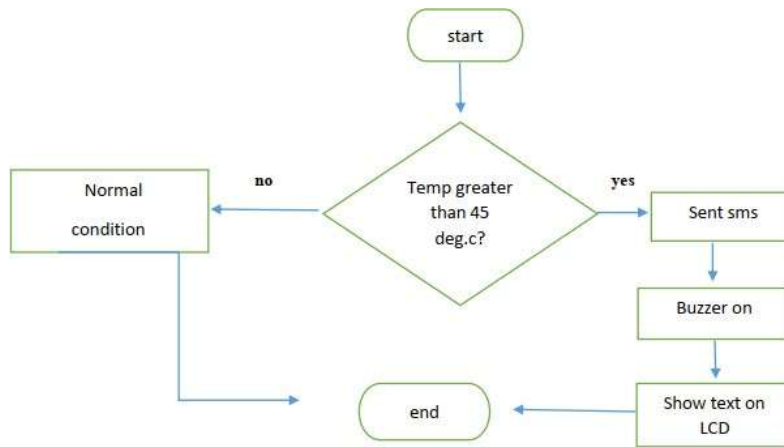 start
Temp greater
than 45
deg.c?
no
yes
Normal
condition
Sent sms
Buzzer on
Show text on
LCD
end